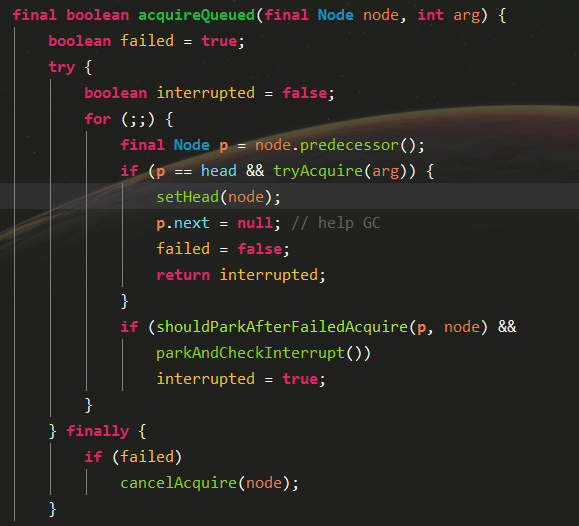 final boolean acquireQueued(final Node node, int arg) {
    boolean failed = true;
    try {
        boolean interrupted = false;
        for (;;) {
            final Node p = node.predecessor();
            if (p == head && tryAcquire(arg)) {
                setHead(node);
                p.next = null; // help GC
                failed = false;
                return interrupted;
            }
            if (shouldParkAfterFailedAcquire(p, node) &&
                parkAndCheckInterrupt())
                interrupted = true;
        }
    } finally {
        if (failed)
            cancelAcquire(node);
    }